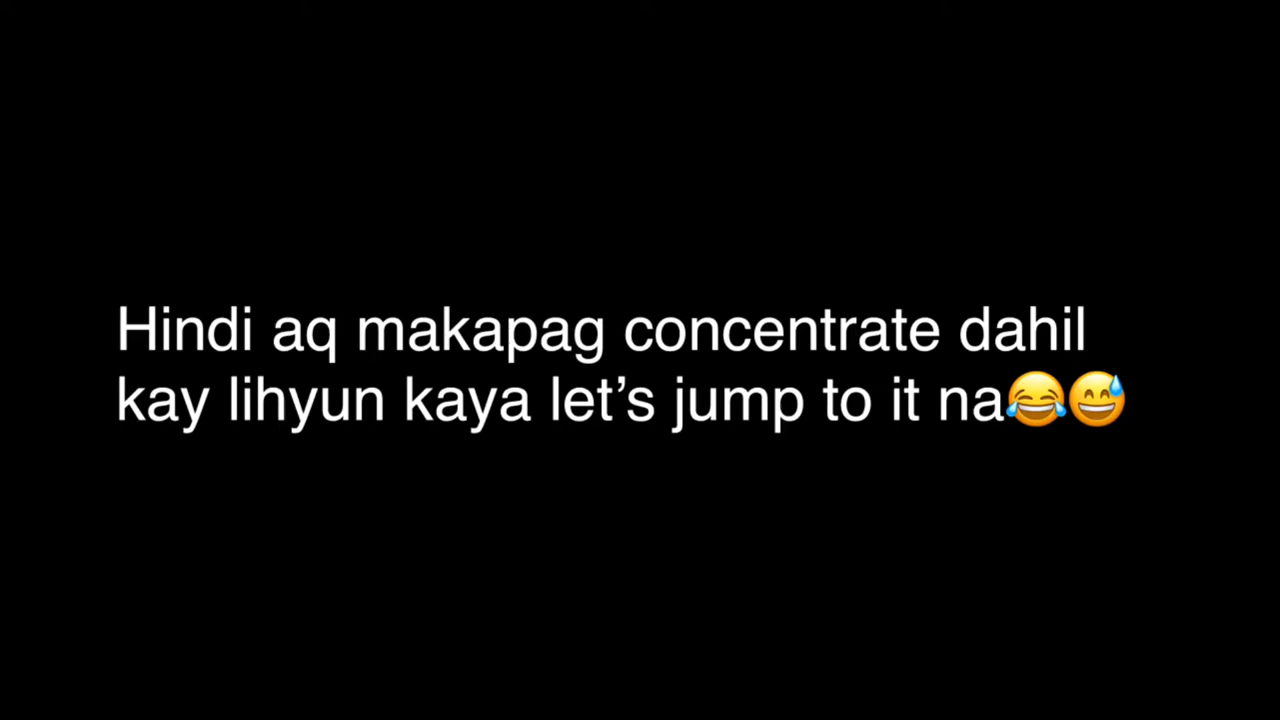 Hindi aq makapag concentrate dahil
kay lihyun kaya let’s jump to it na😂😅